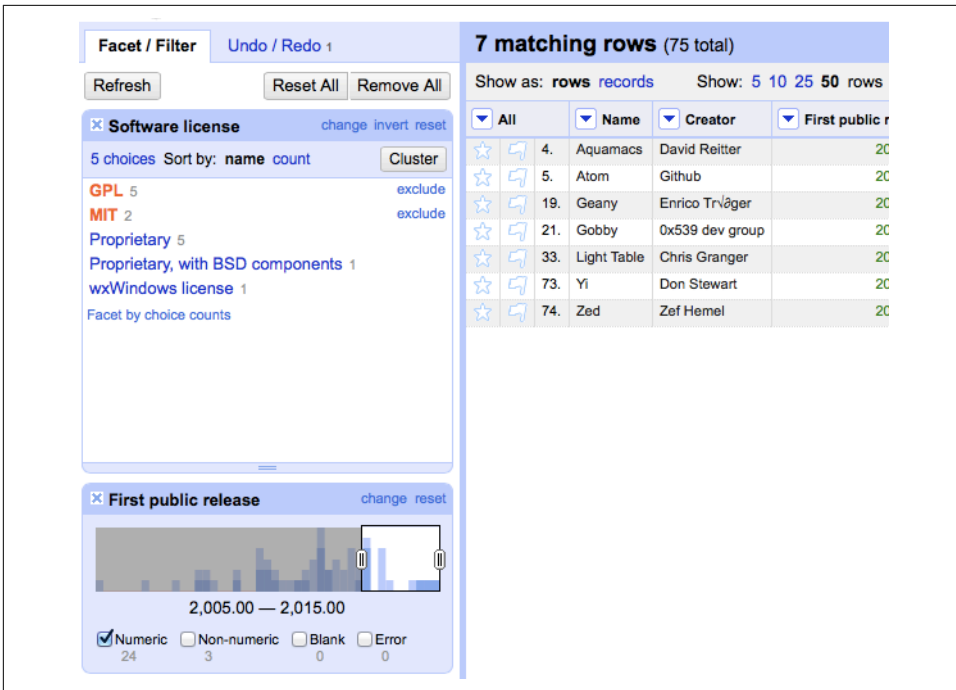 Facet / Filter Undo / Redo 1
Refresh Reset All Remove All
Software license change invert reset
5 choices Sort by: name count Cluster
GPL 5 exclude
MIT 2 exclude
Proprietary 5
Proprietary, with BSD components 1
wxWindows license 1
Facet by choice counts
First public release change reset
2,005.00 — 2,015.00
Numeric Non-numeric Blank Error
24 3 0 0
7 matching rows (75 total)
Show as: rows records Show: 5 10 25 50 rows
All Name Creator First public r
4. Aquamacs David Reitter 20
5. Atom Github 20
19. Geany Enrico Tr√∂ger 20
21. Gobby 0x539 dev group 20
33. Light Table Chris Granger 20
73. Yi Don Stewart 20
74. Zed Zef Hemel 20